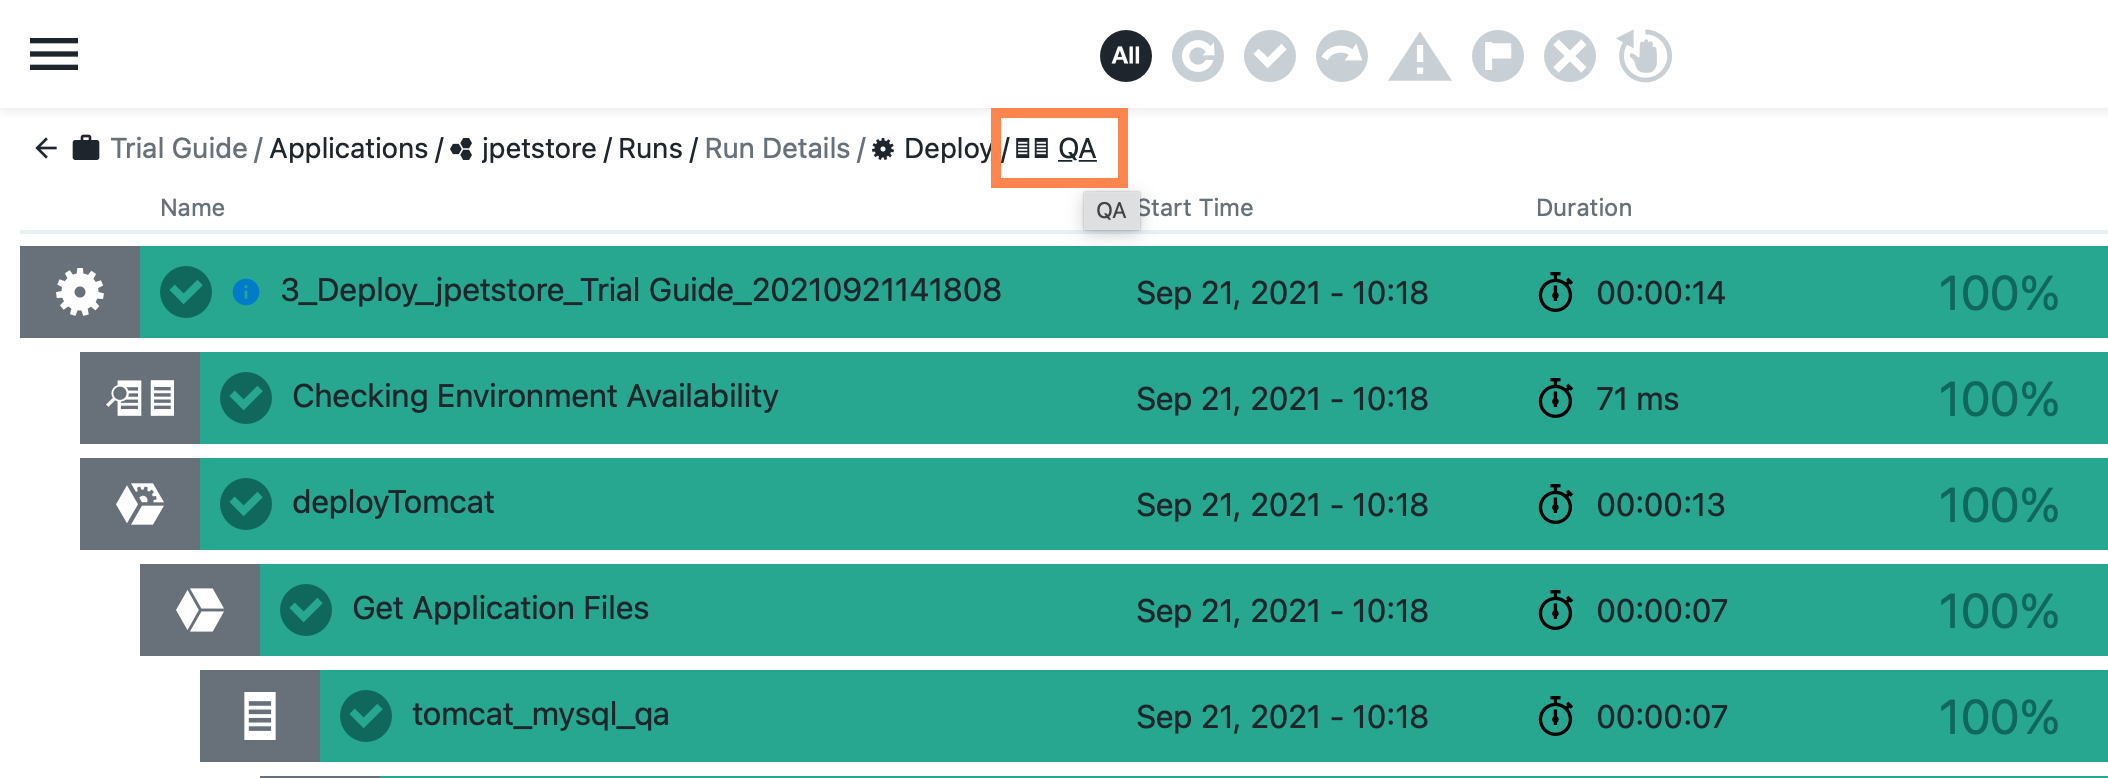 All
Trial Guide / Applications / jpetstore / Runs / Run Details / Deploy / QA
Name Start Time Duration
QA
3_Deploy_jpetstore_Trial Guide_20210921141808 Sep 21, 2021 - 10:18 00:00:14 100%
Checking Environment Availability Sep 21, 2021 - 10:18 71 ms 100%
deployTomcat Sep 21, 2021 - 10:18 00:00:13 100%
Get Application Files Sep 21, 2021 - 10:18 00:00:07 100%
tomcat_mysql_qa Sep 21, 2021 - 10:18 00:00:07 100%